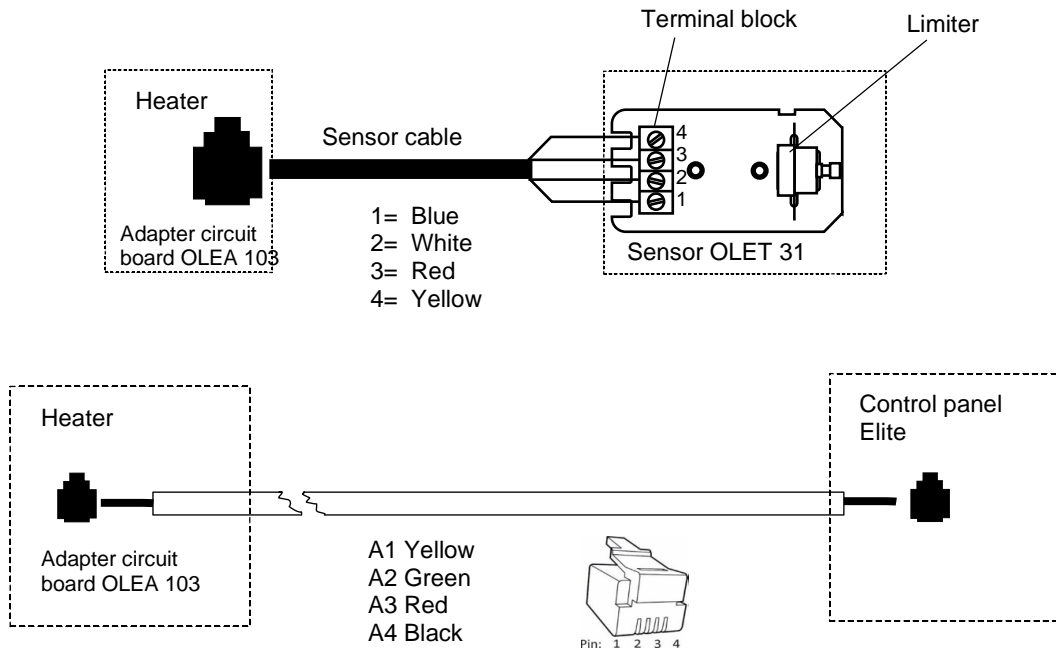 Terminal block
Limiter
Heater
Sensor cable
4
3
2
1
1= Blue
2= White
3= Red
4= Yellow
Adapter circuit
board OLEA 103
Sensor OLET 31
Heater
Control panel
Elite
Adapter circuit
board OLEA 103
A1 Yellow
A2 Green
A3 Red
A4 Black
Pin: 1 2 3 4